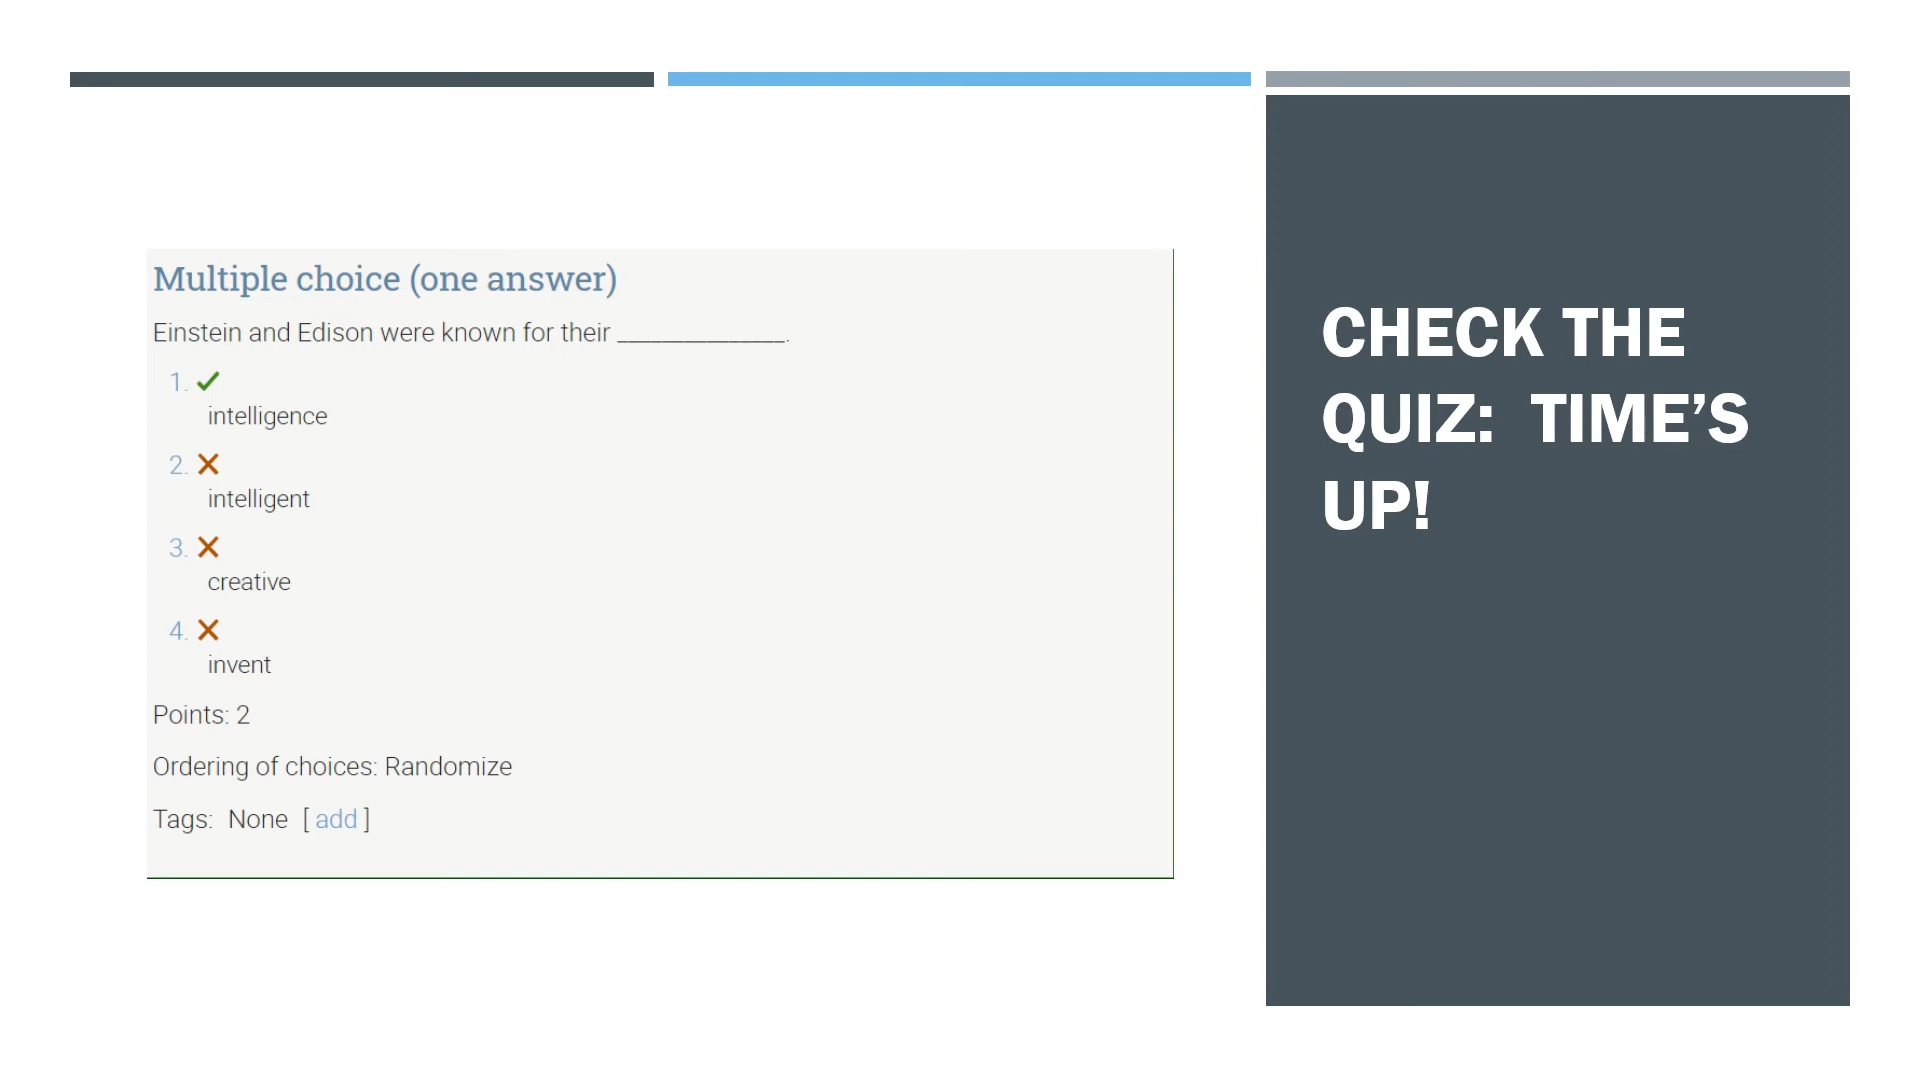 Multiple choice (one answer)
Einstein and Edison were known for their _______________.
1.
intelligence
2.
intelligent
3.
creative
4.
invent
Points: 2
Ordering of choices: Randomize
Tags: None [ add ]
CHECK THE
QUIZ: TIME’S
UP!